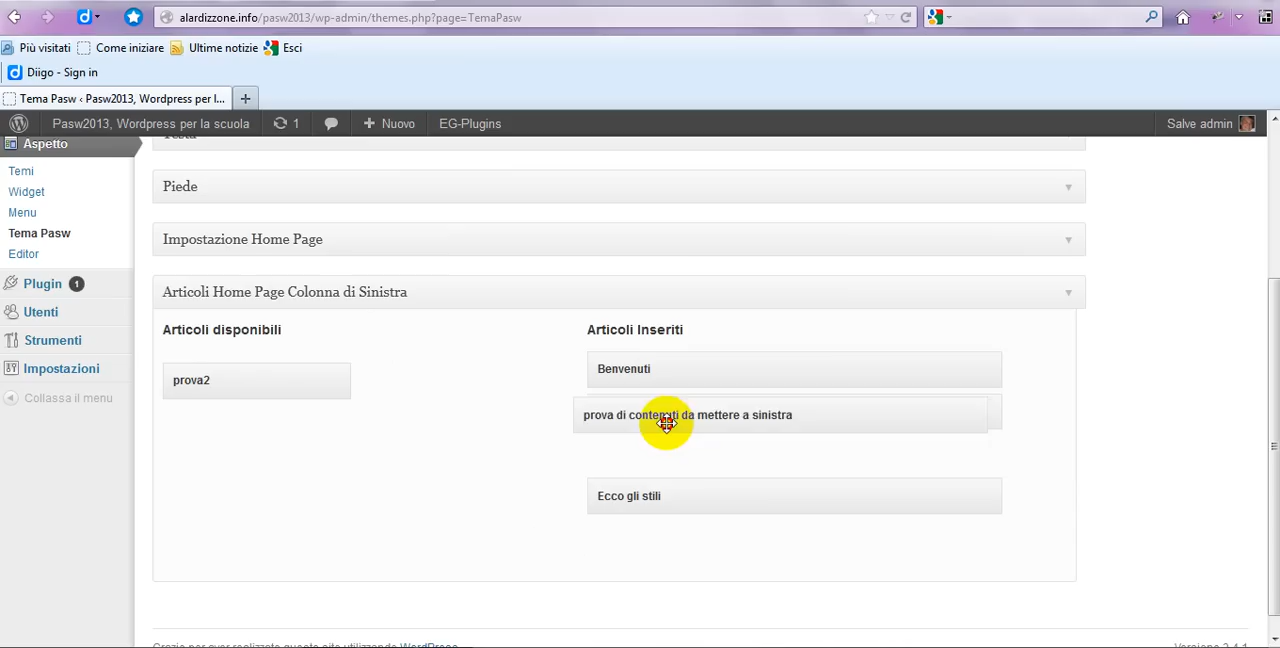 alardizzone.info/pasw2013/wp-admin/themes.php?page=TemaPasw
Più visitati Come iniziare Ultime notizie Esci
Diigo - Sign in
Tema Pasw ‹ Pasw2013, Wordpress per l...
Pasw2013, Wordpress per la scuola 1 Nuovo EG-Plugins Salve admin
Aspetto
Temi
Widget
Menu
Tema Pasw
Editor
Plugin 1
Utenti
Strumenti
Impostazioni
Collassa il menu
Testa
Piede
Impostazione Home Page
Articoli Home Page Colonna di Sinistra
Articoli disponibili
prova2
Articoli Inseriti
Benvenuti
prova di contenuti da mettere a sinistra
Ecco gli stili
Grazie per aver realizzato questo sito utilizzando WordPress.
Versione 3.4.1